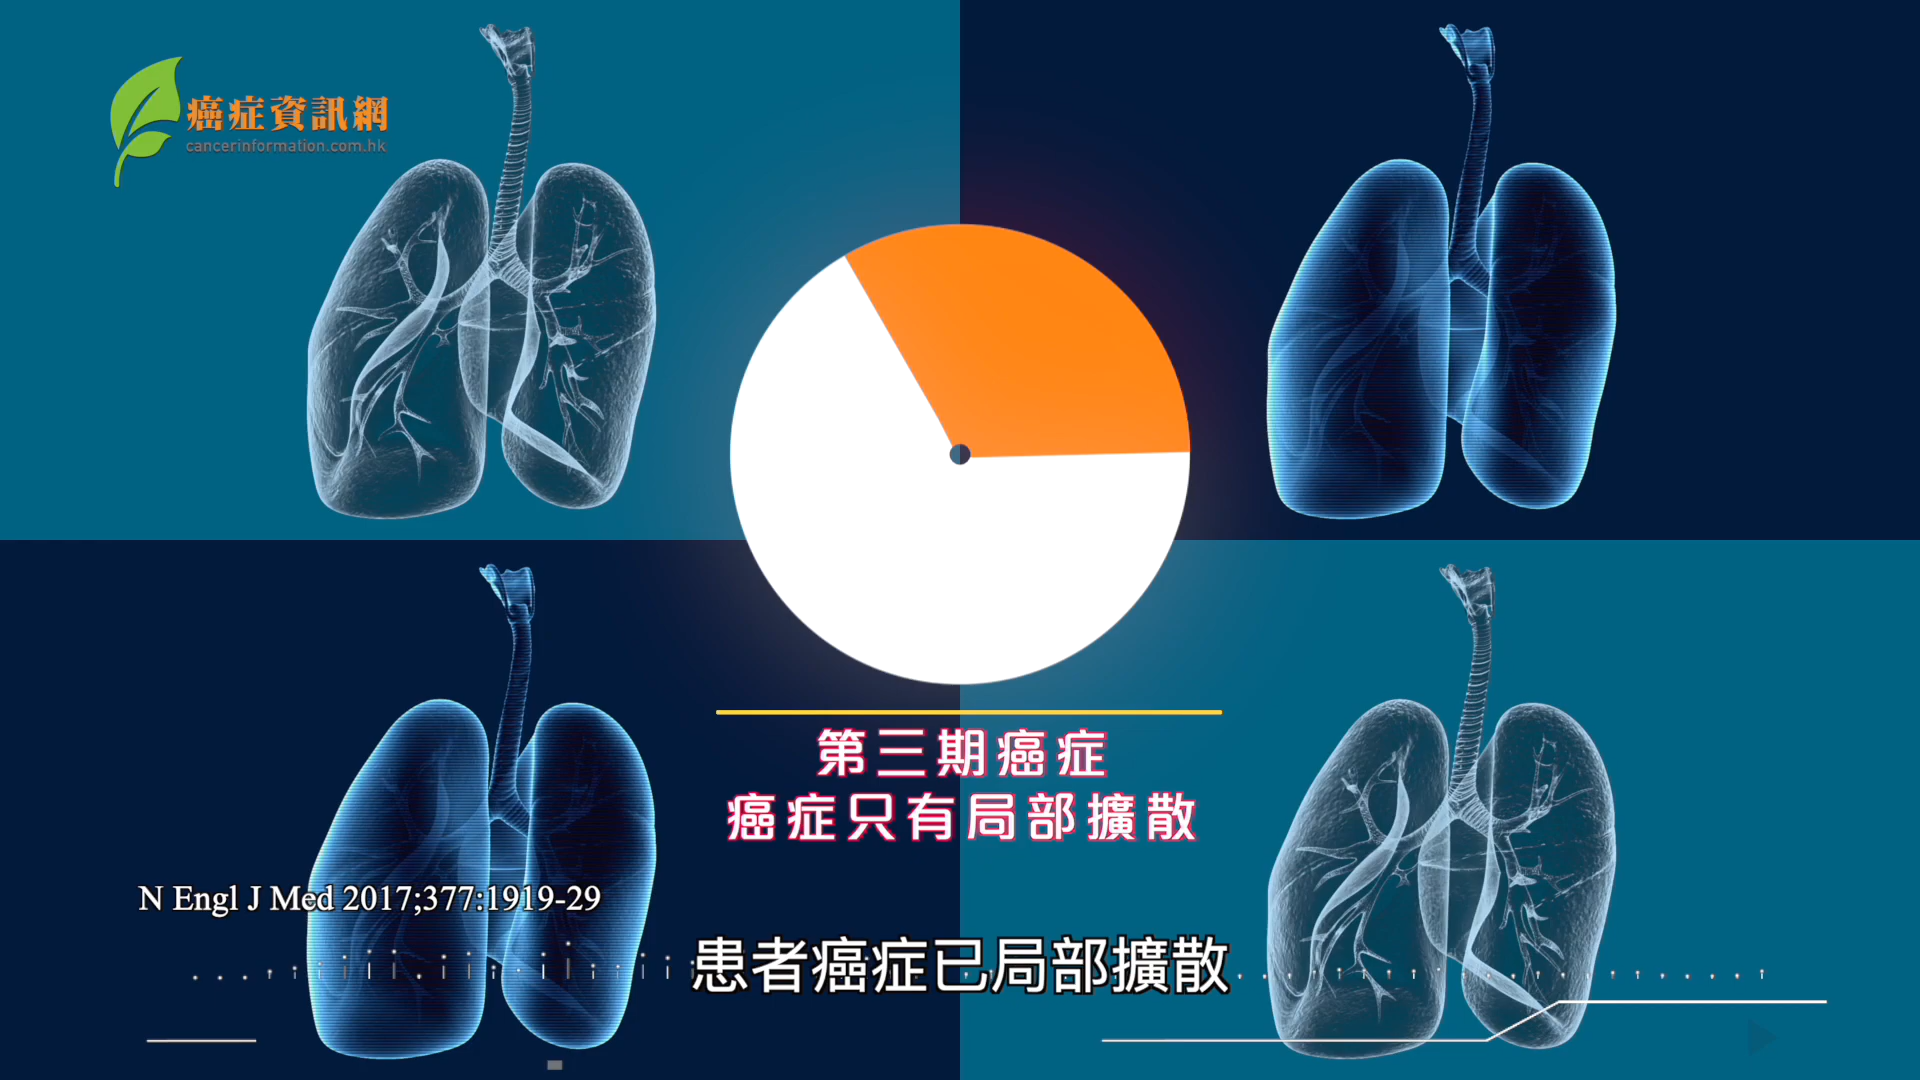 癌症資訊網
cancerinformation.com.hk
第三期癌症
癌症只有局部擴散
N Engl J Med 2017;377:1919-29
患者癌症已局部擴散